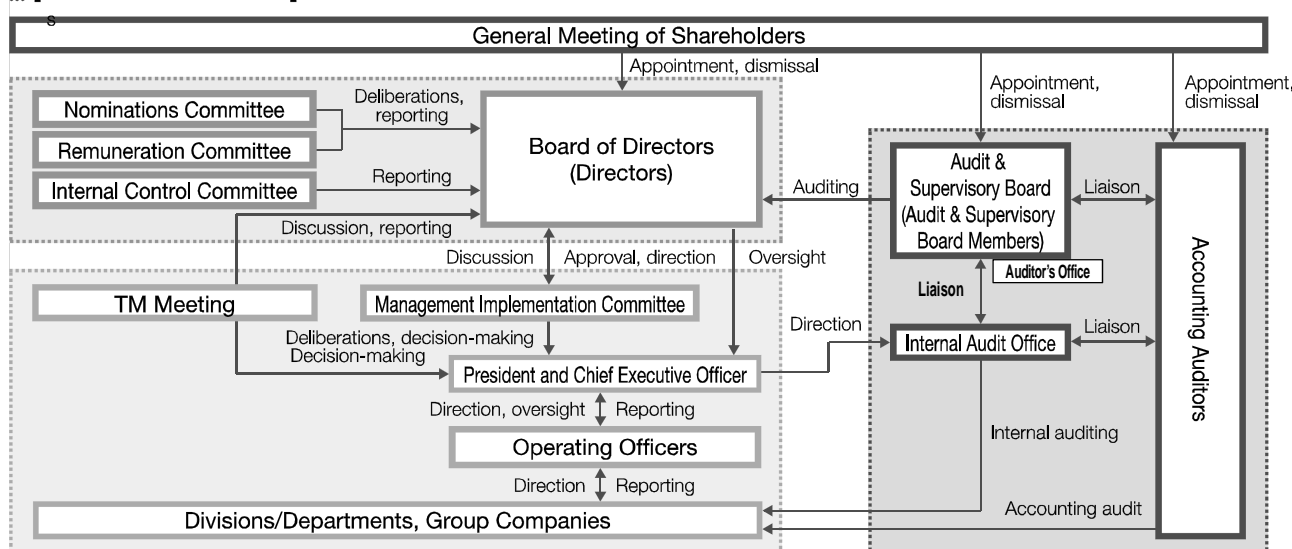 s
General Meeting of Shareholders
Appointment, dismissal
Appointment,
dismissal
Appointment,
dismissal
Nominations Committee
Remuneration Committee
Internal Control Committee
Deliberations,
reporting
Reporting
Discussion, reporting
Board of Directors
(Directors)
Auditing
Audit &
Supervisory Board
(Audit & Supervisory
Board Members)
Liaison
Auditor's Office
Liaison
Accounting Auditors
Discussion
Approval, direction
Oversight
TM Meeting
Management Implementation Committee
Deliberations, decision-making
Decision-making
Direction
Internal Audit Office
Liaison
President and Chief Executive Officer
Direction, oversight
Reporting
Operating Officers
Internal auditing
Direction
Reporting
Divisions/Departments, Group Companies
Accounting audit